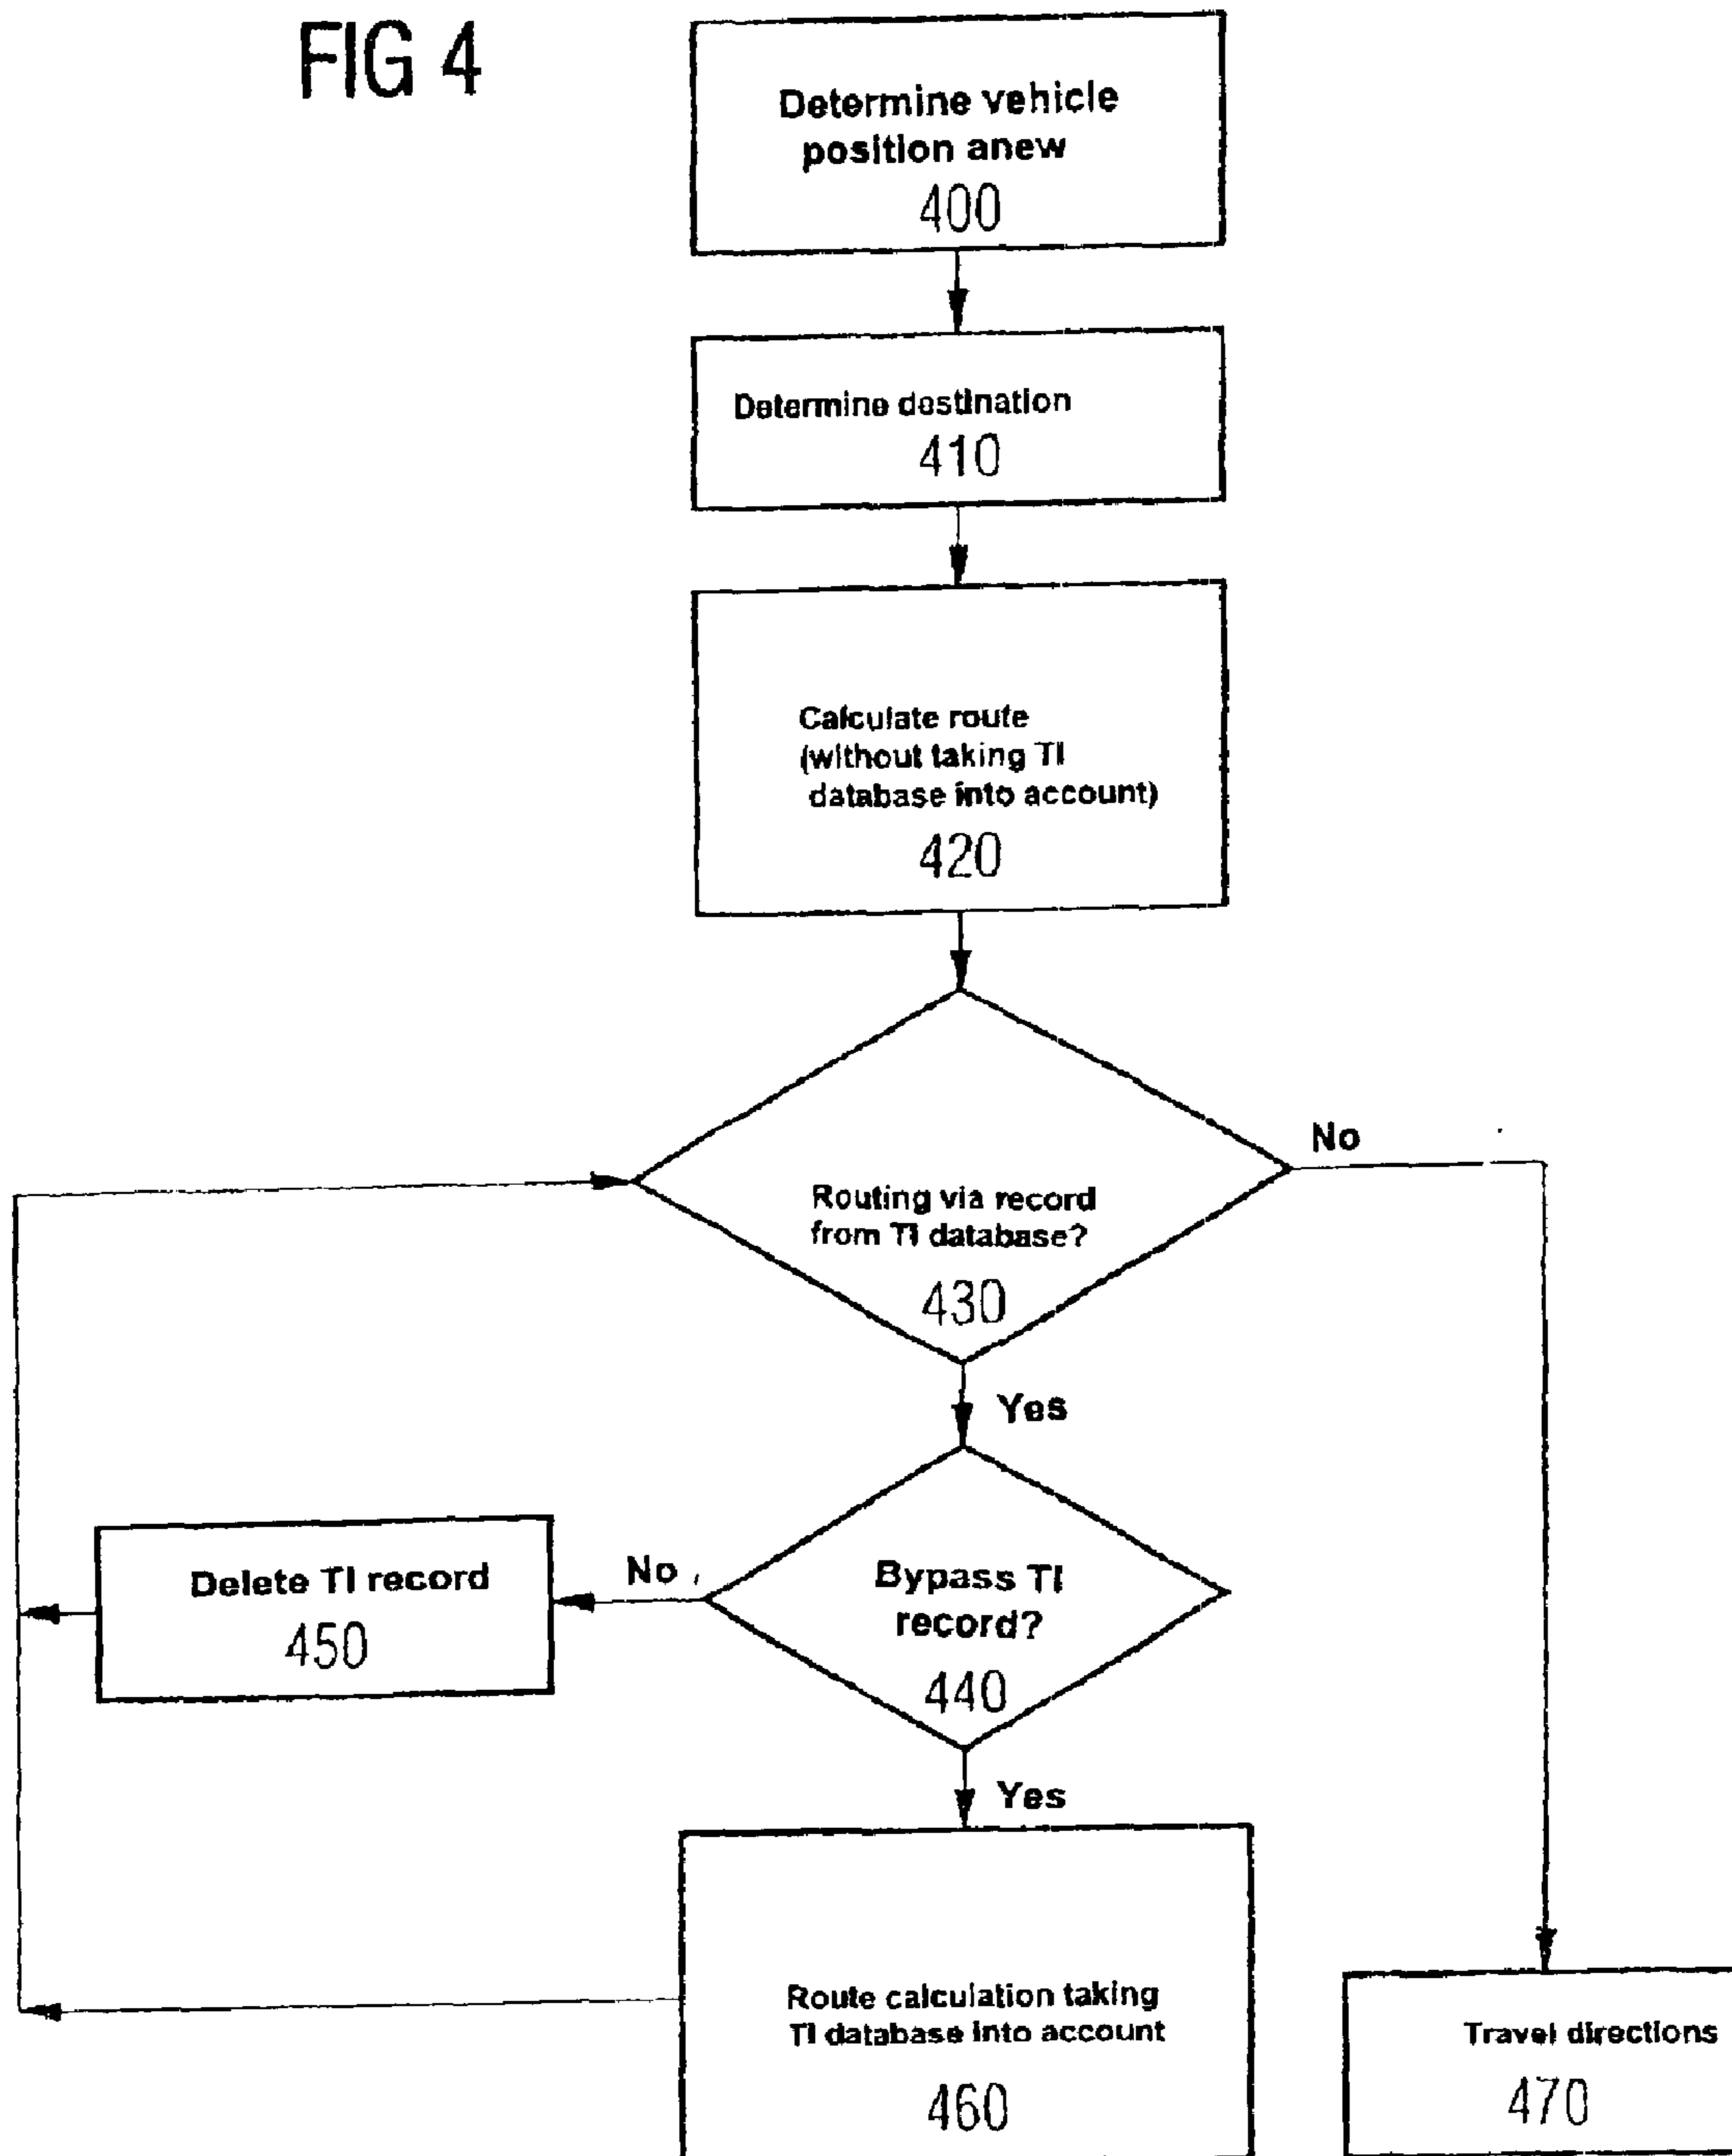 FIG 4
Determine vehicle
position anew
400
Determine destination
410
Calculate route
(without taking TI
database into account)
420
No
Routing via record
from TI database?
430
Yes
Delete TI record
450
No
Bypass TI
record?
440
Yes
Route calculation taking
TI database into account
460
Travel directions
470